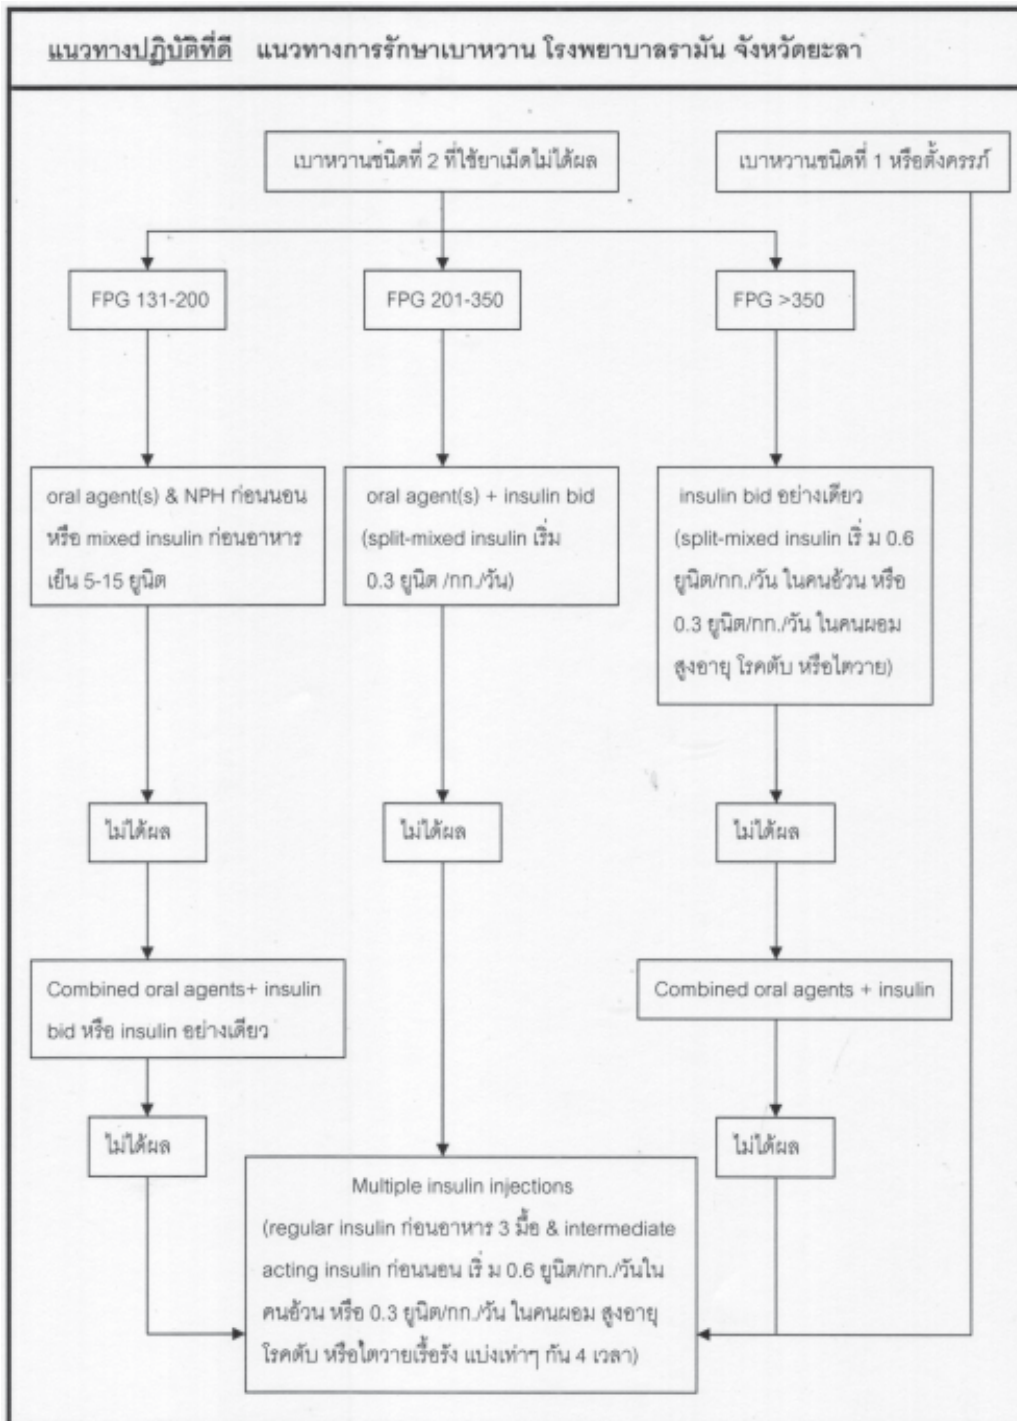 แนวทางปฏิบัติที่ดี แนวทางการรักษาเบาหวาน โรงพยาบาลรามัน จังหวัดยะลา
เบาหวานชนิดที่ 2 ที่ใช้ยาเม็ดไม่ได้ผล
เบาหวานชนิดที่ 1 หรือตั้งครรภ์
FPG 131-200
FPG 201-350
FPG >350
oral agent(s) & NPH ก่อนนอน
หรือ mixed insulin ก่อนอาหาร
เย็น 5-15 ยูนิต
oral agent(s) + insulin bid
(split-mixed insulin เริ่ม
0.3 ยูนิต /กก./วัน)
insulin bid อย่างเดียว
(split-mixed insulin เริ่ ม 0.6
ยูนิต/กก./วัน ในคนอ้วน หรือ
0.3 ยูนิต/กก./วัน ในคนผอม
สูงอายุ โรคตับ หรือไตวาย)
ไม่ได้ผล
ไม่ได้ผล
ไม่ได้ผล
Combined oral agents+ insulin
bid หรือ insulin อย่างเดียว
Combined oral agents + insulin
ไม่ได้ผล
ไม่ได้ผล
Multiple insulin injections
(regular insulin ก่อนอาหาร 3 มื้อ & intermediate
acting insulin ก่อนนอน เริ่ ม 0.6 ยูนิต/กก./วันใน
คนอ้วน หรือ 0.3 ยูนิต/กก./วัน ในคนผอม สูงอายุ
โรคตับ หรือไตวายเรื้อรัง แบ่งเท่าๆ กัน 4 เวลา)